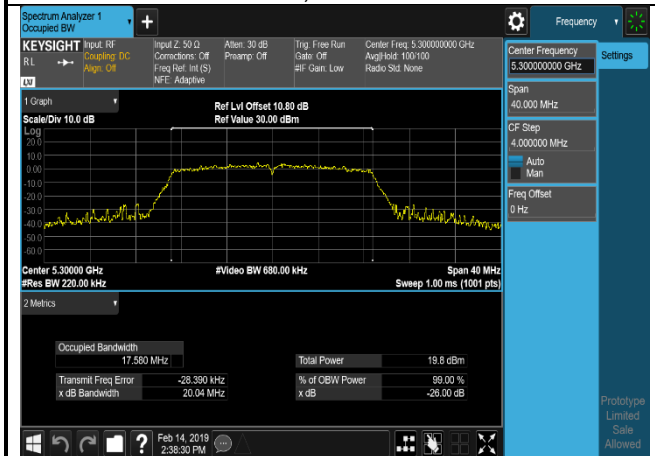 Spectrum Analyzer 1
Occupied BW
+
Frequency
KEYSIGHT
RL
LXI
Input: RF
Coupling: DC
Align: Off
Input Z: 50 Ω
Corrections: Off
Freq Ref: Int (S)
NFE: Adaptive
Atten: 30 dB
Preamp: Off
Trig: Free Run
Gate: Off
#IF Gain: Low
Center Freq: 5.300000000 GHz
Avg|Hold: 100/100
Radio Std: None
Center Frequency
5.300000000 GHz
Settings
Span
40.000 MHz
CF Step
4.000000 MHz
Auto
Man
Freq Offset
0 Hz
1 Graph
Scale/Div 10.0 dB
Ref Lvl Offset 10.80 dB
Ref Value 30.00 dBm
Log
20.0
10.0
0.00
-10.0
-20.0
-30.0
-40.0
-50.0
-60.0
Center 5.30000 GHz
#Video BW 680.00 kHz
Span 40 MHz
#Res BW 220.00 kHz
Sweep 1.00 ms (1001 pts)
2 Metrics
Occupied Bandwidth
17.580 MHz
Total Power 19.8 dBm
Transmit Freq Error -28.390 kHz
% of OBW Power 99.00 %
x dB Bandwidth 20.04 MHz
x dB -26.00 dB
Prototype
Limited
Sale
Allowed
?
Feb 14, 2019
2:38:30 PM